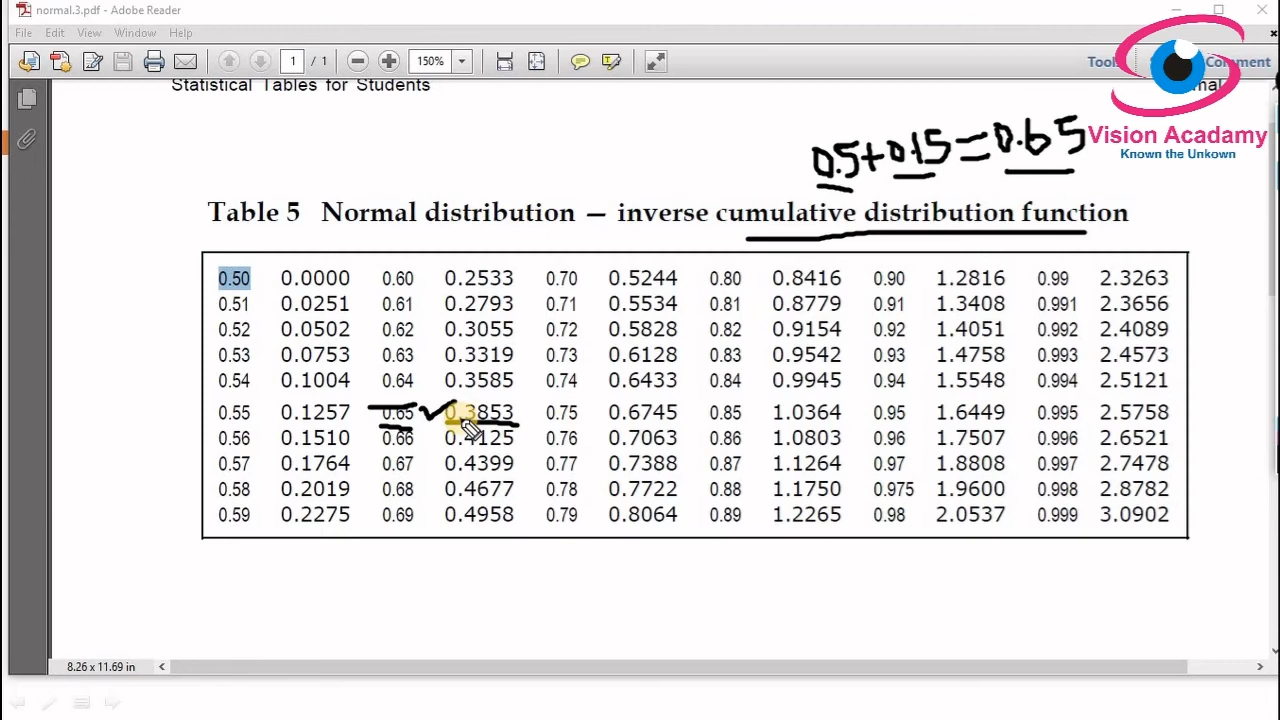 normal.3.pdf - Adobe Reader
File Edit View Window Help
1 / 1 150% Tools Comment
Statistical Tables for Students
Vision Acadamy
Known the Unkown
0.5+0.15=0.65
Table 5 Normal distribution — inverse cumulative distribution function
0.50 0.0000 0.60 0.2533 0.70 0.5244 0.80 0.8416 0.90 1.2816 0.99 2.3263
0.51 0.0251 0.61 0.2793 0.71 0.5534 0.81 0.8779 0.91 1.3408 0.991 2.3656
0.52 0.0502 0.62 0.3055 0.72 0.5828 0.82 0.9154 0.92 1.4051 0.992 2.4089
0.53 0.0753 0.63 0.3319 0.73 0.6128 0.83 0.9542 0.93 1.4758 0.993 2.4573
0.54 0.1004 0.64 0.3585 0.74 0.6433 0.84 0.9945 0.94 1.5548 0.994 2.5121
0.55 0.1257 0.65 0.3853 0.75 0.6745 0.85 1.0364 0.95 1.6449 0.995 2.5758
0.56 0.1510 0.66 0.4125 0.76 0.7063 0.86 1.0803 0.96 1.7507 0.996 2.6521
0.57 0.1764 0.67 0.4399 0.77 0.7388 0.87 1.1264 0.97 1.8808 0.997 2.7478
0.58 0.2019 0.68 0.4677 0.78 0.7722 0.88 1.1750 0.975 1.9600 0.998 2.8782
0.59 0.2275 0.69 0.4958 0.79 0.8064 0.89 1.2265 0.98 2.0537 0.999 3.0902
8.26 x 11.69 in